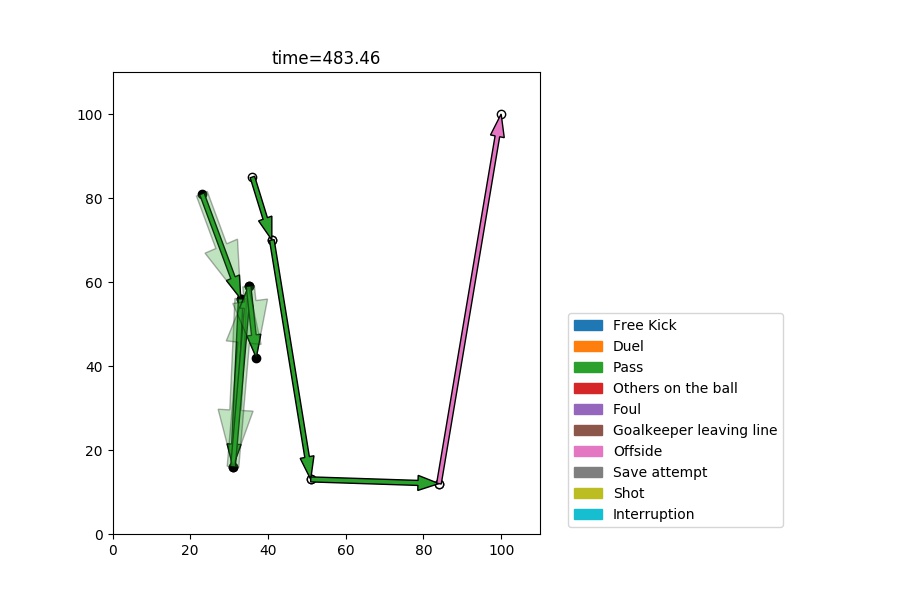 time=483.46
100
80
60
40
20
0
0 20 40 60 80 100
Free Kick
Duel
Pass
Others on the ball
Foul
Goalkeeper leaving line
Offside
Save attempt
Shot
Interruption